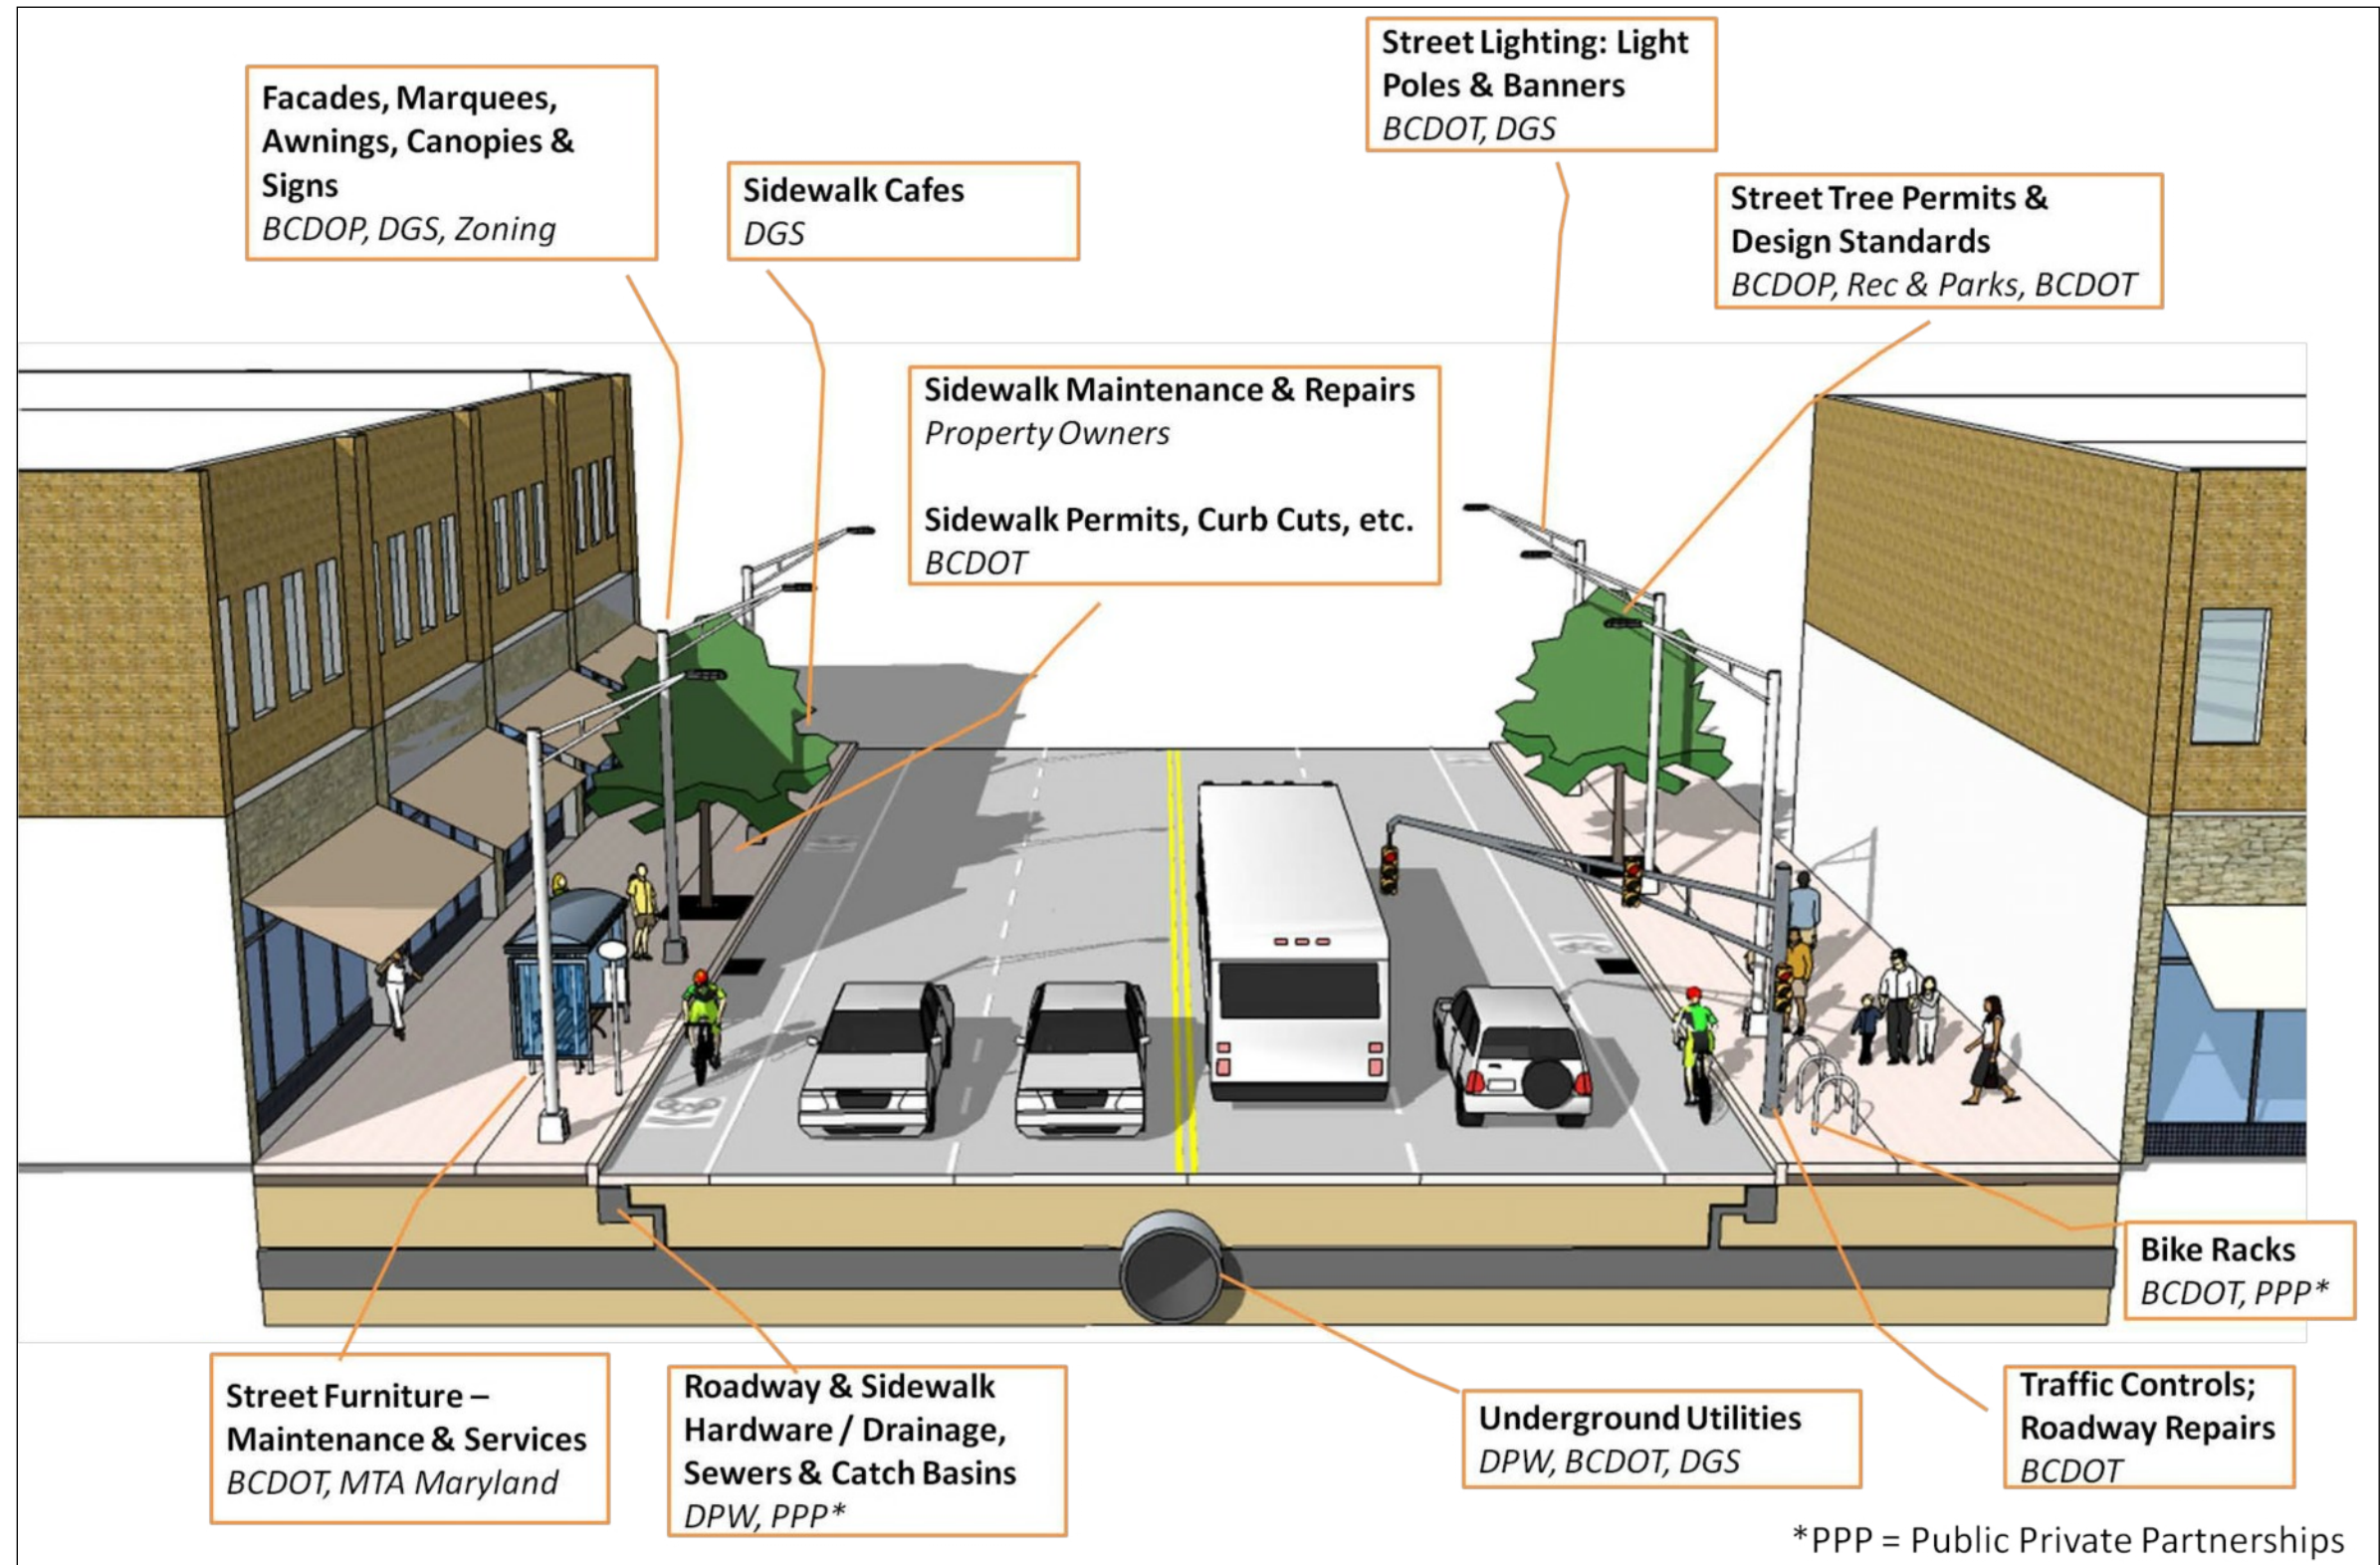 Facades, Marquees,
Awnings, Canopies &
Signs
BCDOP, DGS, Zoning
Sidewalk Cafes
DGS
Street Lighting: Light
Poles & Banners
BCDOT, DGS
Street Tree Permits &
Design Standards
BCDOP, Rec & Parks, BCDOT
Sidewalk Maintenance & Repairs
Property Owners
Sidewalk Permits, Curb Cuts, etc.
BCDOT
Street Furniture –
Maintenance & Services
BCDOT, MTA Maryland
Roadway & Sidewalk
Hardware / Drainage,
Sewers & Catch Basins
DPW, PPP*
Underground Utilities
DPW, BCDOT, DGS
Bike Racks
BCDOT, PPP*
Traffic Controls;
Roadway Repairs
BCDOT
*PPP = Public Private Partnerships